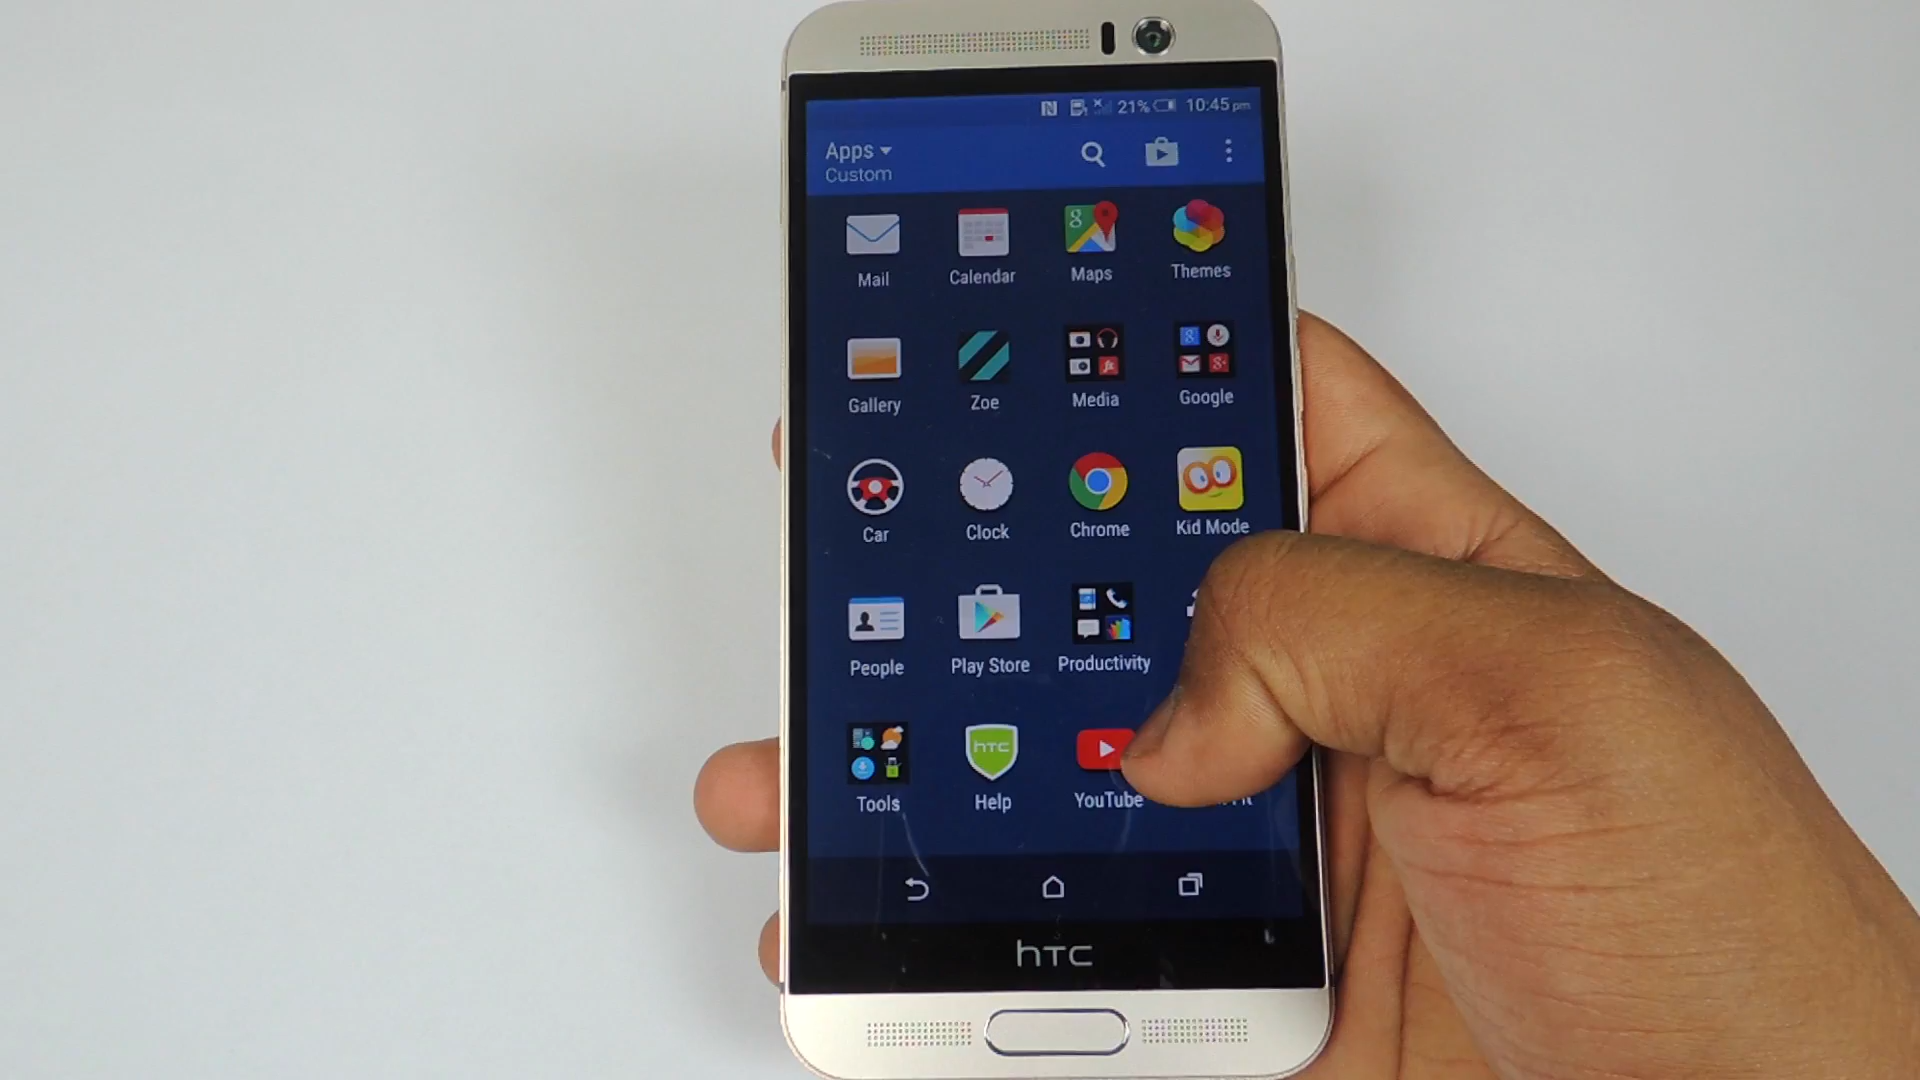 21% 10:45 pm
Apps
Custom
Mail Calendar Maps Themes
Gallery Zoe Media Google
Car Clock Chrome Kid Mode
People Play Store Productivity
hTC
Tools Help YouTube
hTC